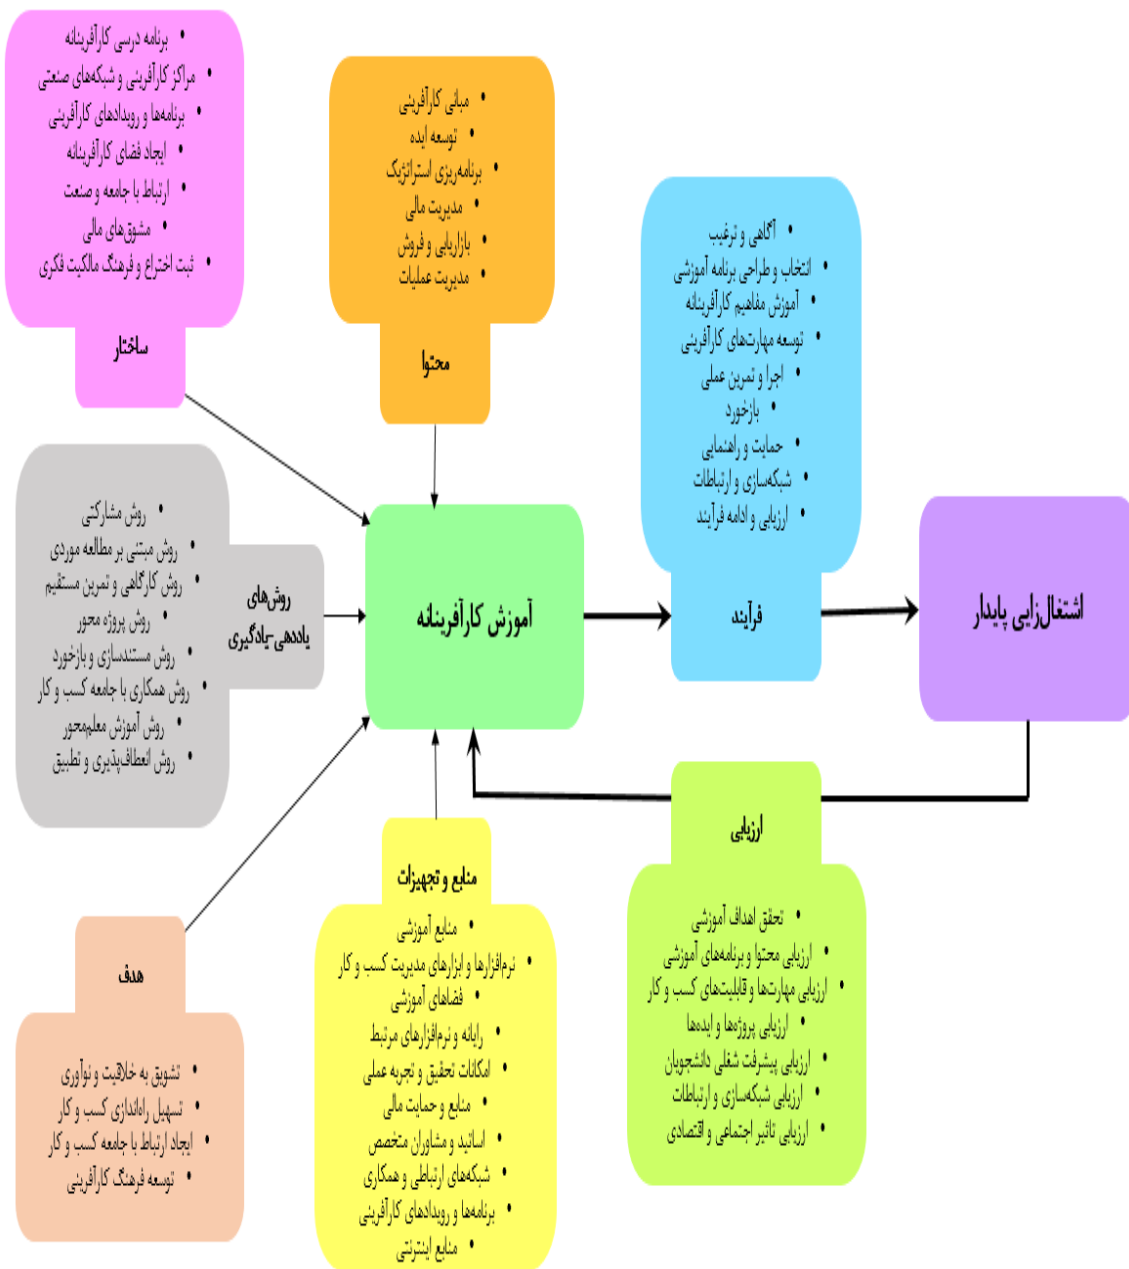 • برنامه درسی کارآفرینانه
• مراکز کارآفرینی و شبکه‌های صنعتی
• برنامه‌ها و رویدادهای کارآفرینی
• ایجاد فضای کارآفرینانه
• ارتباط با جامعه و صنعت
• مشوق‌های مالی
• ثبت اختراع و فرهنگ مالکیت فکری
ساختار
• مبانی کارآفرینی
• توسعه ایده
• برنامه‌ریزی استراتژیک
• مدیریت مالی
• بازاریابی و فروش
• مدیریت عملیات
محتوا
• آگاهی و ترغیب
• انتخاب و طراحی برنامه آموزشی
• آموزش مفاهیم کارآفرینانه
• توسعه مهارت‌های کارآفرینی
• اجرا و تمرین عملی
• بازخورد
• حمایت و راهنمایی
• شبکه‌سازی و ارتباطات
• ارزیابی و ادامه فرآیند
فرآیند
اشتغال‌زایی پایدار
آموزش کارآفرینانه
روش‌های
یاددهی-یادگیری
• روش مشارکتی
• روش مبتنی بر مطالعه موردی
• روش کارگاهی و تمرین مستقیم
• روش پروژه محور
• روش مستندسازی و بازخورد
• روش همکاری با جامعه کسب و کار
• روش آموزش معلم‌محور
• روش انعطاف‌پذیری و تطبیق
هدف
• تشویق به خلاقیت و نوآوری
• تسهیل راه‌اندازی کسب و کار
• ایجاد ارتباط با جامعه کسب و کار
• توسعه فرهنگ کارآفرینی
منابع و تجهیزات
• منابع آموزشی
• نرم‌افزارها و ابزارهای مدیریت کسب و کار
• فضاهای آموزشی
• رایانه و نرم‌افزارهای مرتبط
• امکانات تحقیق و تجربه عملی
• منابع و حمایت مالی
• اساتید و مشاوران متخصص
• شبکه‌های ارتباطی و همکاری
• برنامه‌ها و رویدادهای کارآفرینی
• منابع اینترنتی
ارزیابی
• تحقق اهداف آموزشی
• ارزیابی محتوا و برنامه‌های آموزشی
• ارزیابی مهارت‌ها و قابلیت‌های کسب و کار
• ارزیابی پروژه‌ها و ایده‌ها
• ارزیابی پیشرفت شغلی دانشجویان
• ارزیابی شبکه‌سازی و ارتباطات
• ارزیابی تاثیر اجتماعی و اقتصادی